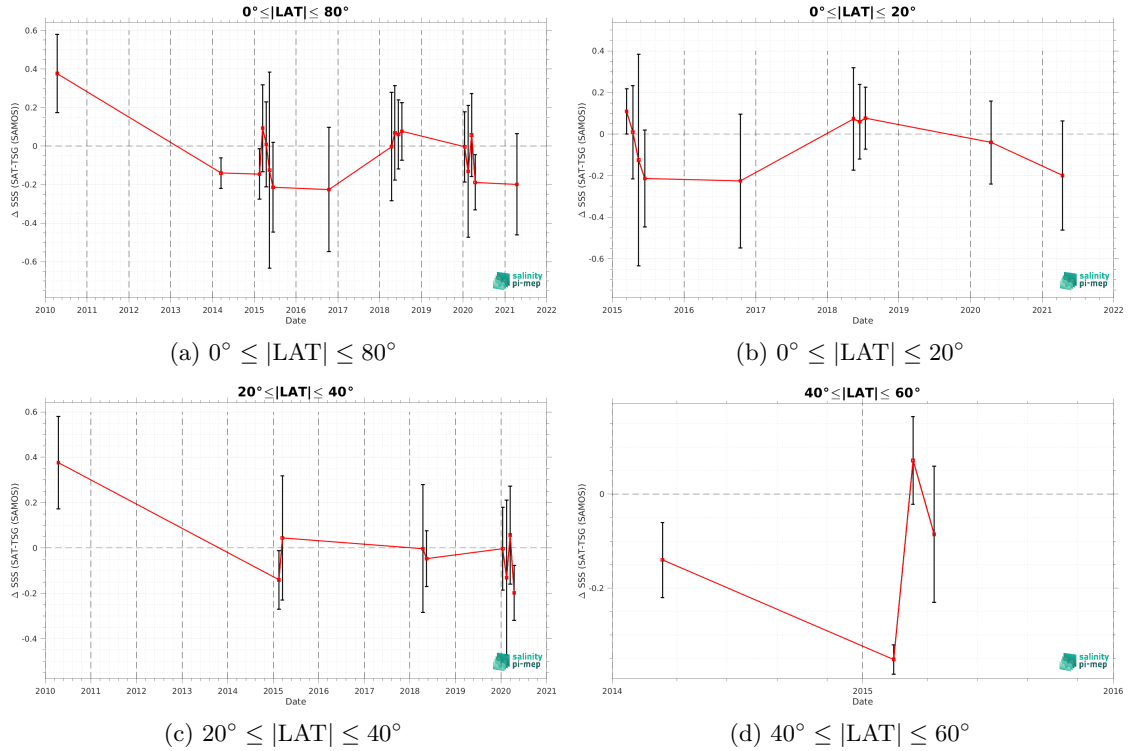 0°≤|LAT|≤ 80°
0.6
0.4
0.2
0
-0.2
-0.4
-0.6
Δ SSS (SAT-TSG (SAMOS))
2010 2011 2012 2013 2014 2015 2016 2017 2018 2019 2020 2021 2022
Date
salinity
pi-mep
(a) 0° ≤ |LAT| ≤ 80°
0°≤|LAT|≤ 20°
0.4
0.2
0
-0.2
-0.4
-0.6
Δ SSS (SAT-TSG (SAMOS))
2015 2016 2017 2018 2019 2020 2021 2022
Date
salinity
pi-mep
(b) 0° ≤ |LAT| ≤ 20°
20°≤|LAT|≤ 40°
0.6
0.4
0.2
0
-0.2
-0.4
Δ SSS (SAT-TSG (SAMOS))
2010 2011 2012 2013 2014 2015 2016 2017 2018 2019 2020 2021
Date
salinity
pi-mep
(c) 20° ≤ |LAT| ≤ 40°
40°≤|LAT|≤ 60°
0
-0.2
Δ SSS (SAT-TSG (SAMOS))
2014 2015 2016
Date
salinity
pi-mep
(d) 40° ≤ |LAT| ≤ 60°